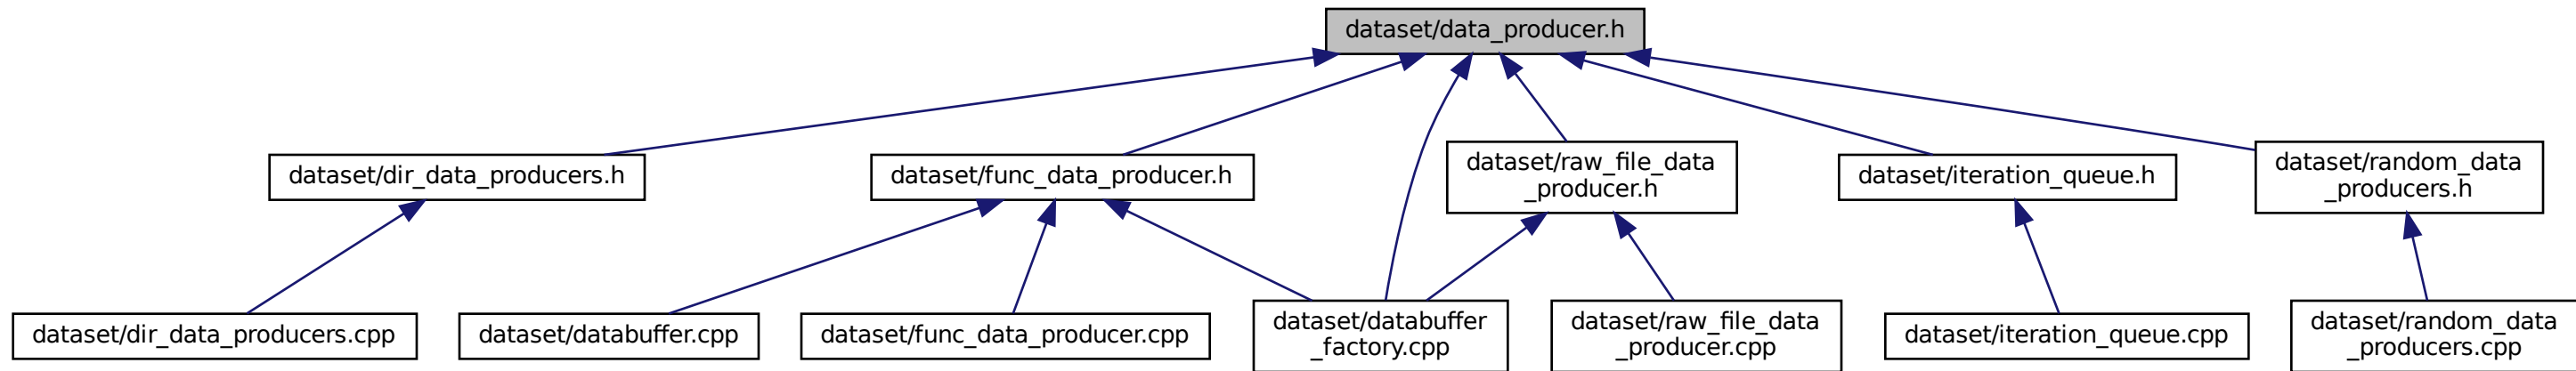 dataset/data_producer.h
dataset/dir_data_producers.h
dataset/func_data_producer.h
dataset/raw_file_data
_producer.h
dataset/iteration_queue.h
dataset/random_data
_producers.h
dataset/dir_data_producers.cpp
dataset/databuffer.cpp
dataset/func_data_producer.cpp
dataset/databuffer
_factory.cpp
dataset/raw_file_data
_producer.cpp
dataset/iteration_queue.cpp
dataset/random_data
_producers.cpp